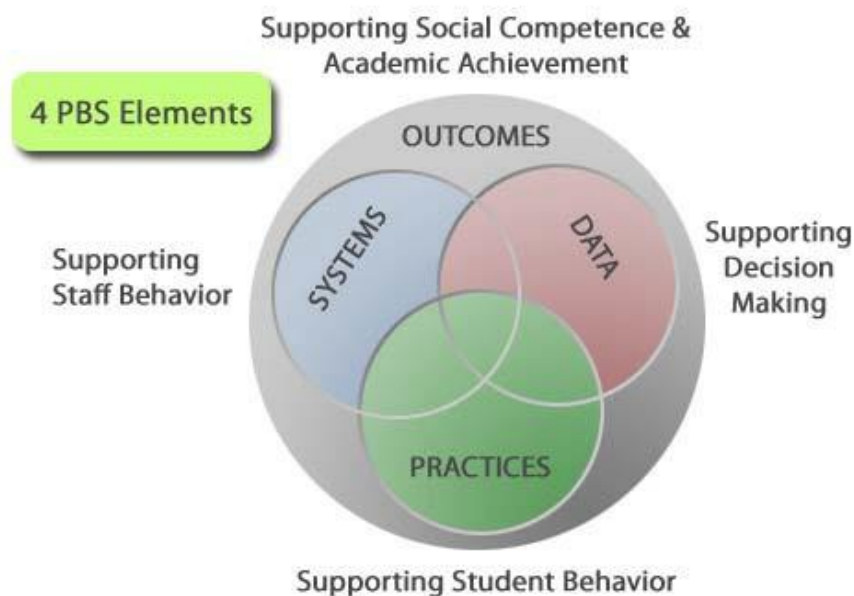 Supporting Social Competence &
Academic Achievement
4 PBS Elements
OUTCOMES
SYSTEMS
DATA
Supporting
Staff Behavior
Supporting
Decision
Making
PRACTICES
Supporting Student Behavior